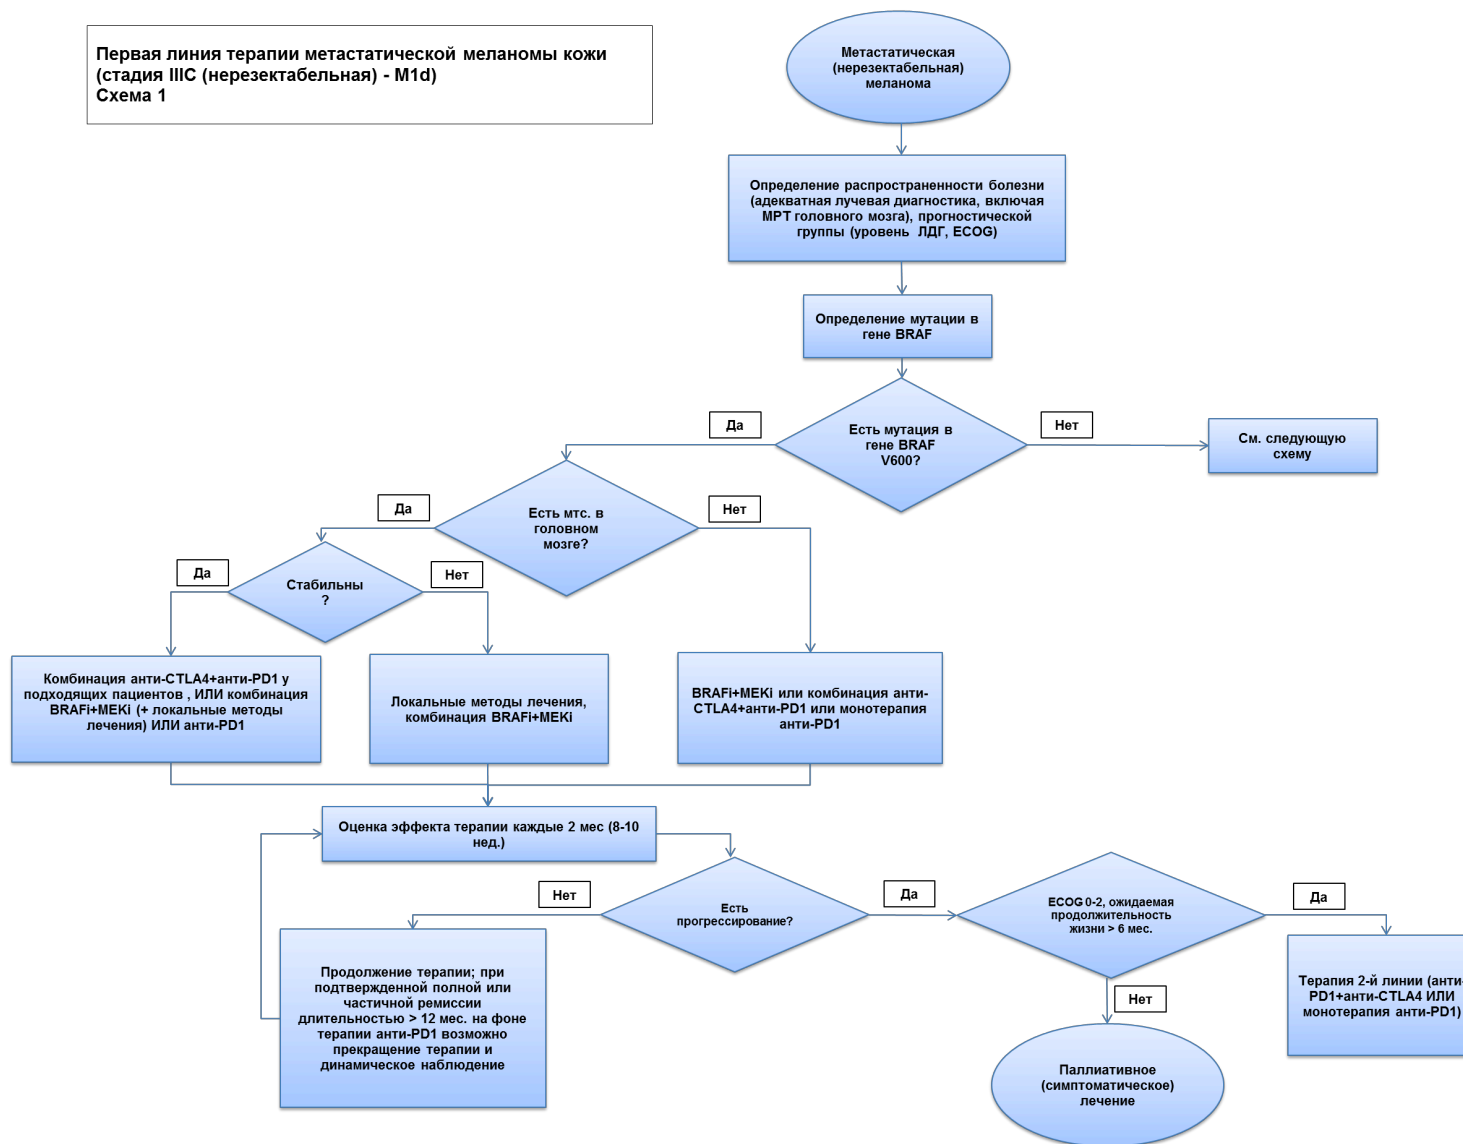 Первая линия терапии метастатической меланомы кожи
(стадия IIIC (нерезектабельная) - M1d)
Схема 1
Метастатическая
(нерезектабельная)
меланома
Определение распространенности болезни
(адекватная лучевая диагностика, включая
МРТ головного мозга), прогностической
группы (уровень ЛДГ, ECOG)
Определение мутации в
гене BRAF
Есть мутация в
гене BRAF
V600?
Да
Нет
См. следующую
схему
Есть мтс. в
головном
мозге?
Да
Нет
Стабильны
?
Да
Нет
Комбинация анти-CTLA4+анти-PD1 у
подходящих пациентов , ИЛИ комбинация
BRAFi+MEKi (+ локальные методы
лечения) ИЛИ анти-PD1
Локальные методы лечения,
комбинация BRAFi+MEKi
BRAFi+MEKi или комбинация анти-
CTLA4+анти-PD1 или монотерапия
анти-PD1
Оценка эффекта терапии каждые 2 мес (8-10
нед.)
Есть
прогрессирование?
Нет
Да
Продолжение терапии; при
подтвержденной полной или
частичной ремиссии
длительностью > 12 мес. на фоне
терапии анти-PD1 возможно
прекращение терапии и
динамическое наблюдение
ECOG 0-2, ожидаемая
продолжительность
жизни > 6 мес.
Да
Нет
Терапия 2-й линии (анти-
PD1+анти-CTLA4 ИЛИ
монотерапия анти-PD1)
Паллиативное
(симптоматическое)
лечение